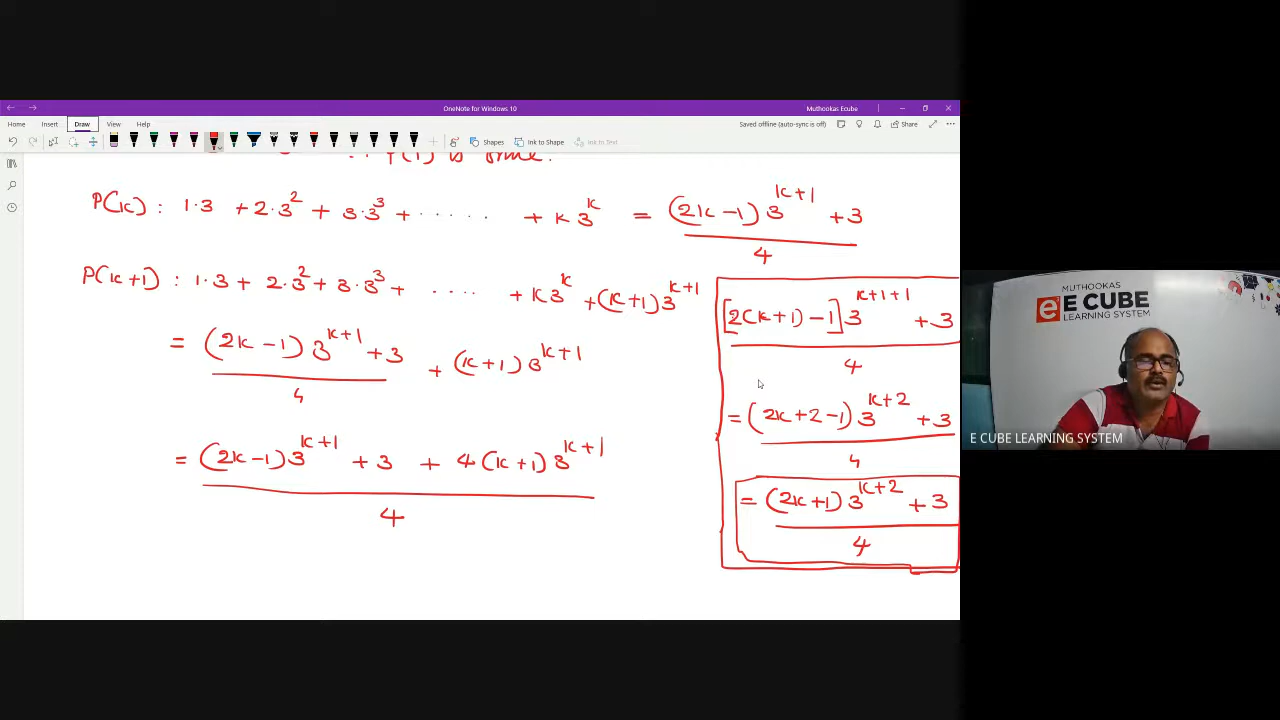 OneNote for Windows 10
Muthookas Ecube
Home Insert Draw View Help
Saved offline (auto-sync is off)
Share
Shapes
Ink to Shape
Ink to Text
∴ P(1) is true.
P(k) : 1·3 + 2·3² + 3·3³ + ······ + k3^k = (2k−1)3^(k+1) + 3 / 4
P(k+1) : 1·3 + 2·3² + 3·3³ + ···· + k3^k + (k+1)3^(k+1)
= (2k−1)3^(k+1) + 3 / 4 + (k+1)3^(k+1)
= (2k−1)3^(k+1) + 3 + 4(k+1)3^(k+1) / 4
[2(k+1)−1]3^(k+1+1) + 3 / 4
= (2k+2−1)3^(k+2) + 3 / 4
= (2k+1)3^(k+2) + 3 / 4
MUTHOOKAS
e E CUBE
LEARNING SYSTEM
E CUBE LEARNING SYSTEM